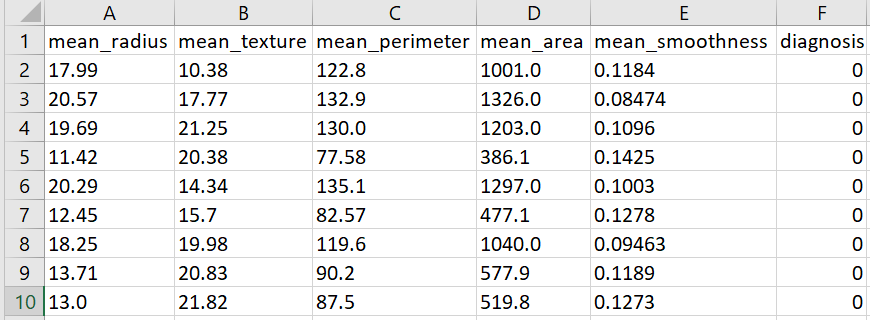 A B C D E F
1 mean_radius mean_texture mean_perimeter mean_area mean_smoothness diagnosis
2 17.99 10.38 122.8 1001.0 0.1184 0
3 20.57 17.77 132.9 1326.0 0.08474 0
4 19.69 21.25 130.0 1203.0 0.1096 0
5 11.42 20.38 77.58 386.1 0.1425 0
6 20.29 14.34 135.1 1297.0 0.1003 0
7 12.45 15.7 82.57 477.1 0.1278 0
8 18.25 19.98 119.6 1040.0 0.09463 0
9 13.71 20.83 90.2 577.9 0.1189 0
10 13.0 21.82 87.5 519.8 0.1273 0